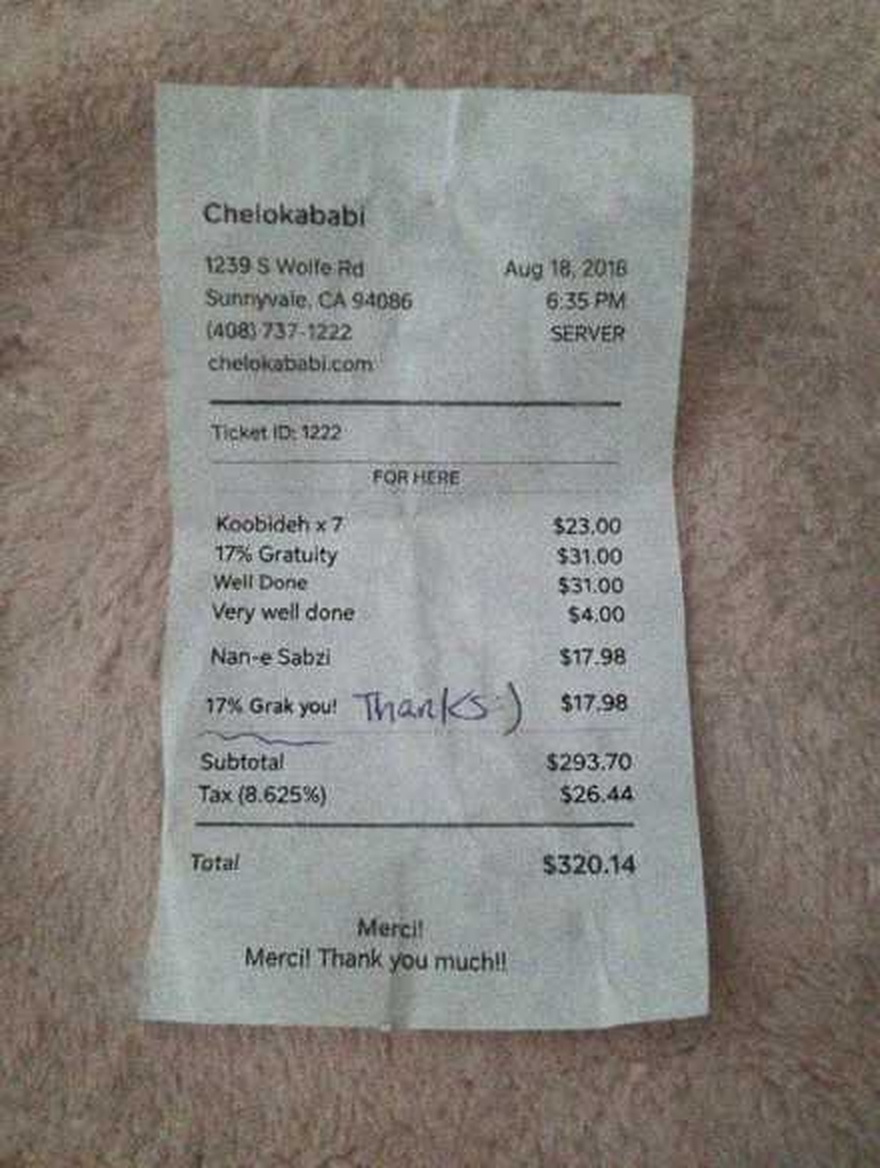 Chelokababi
1239 S Wolfe Rd
Aug 18, 2018
Sunnyvale, CA 94086
6:35 PM
(408) 737-1222
SERVER
chelokababi.com
Ticket ID: 1222
FOR HERE
Koobideh x 7 $23.00
17% Gratuity $31.00
Well Done $31.00
Very well done $4.00
Nan-e Sabzi $17.98
17% Grak you! Thanks :) $17.98
Subtotal $293.70
Tax (8.625%) $26.44
Total $320.14
Merci!
Merci! Thank you much!!